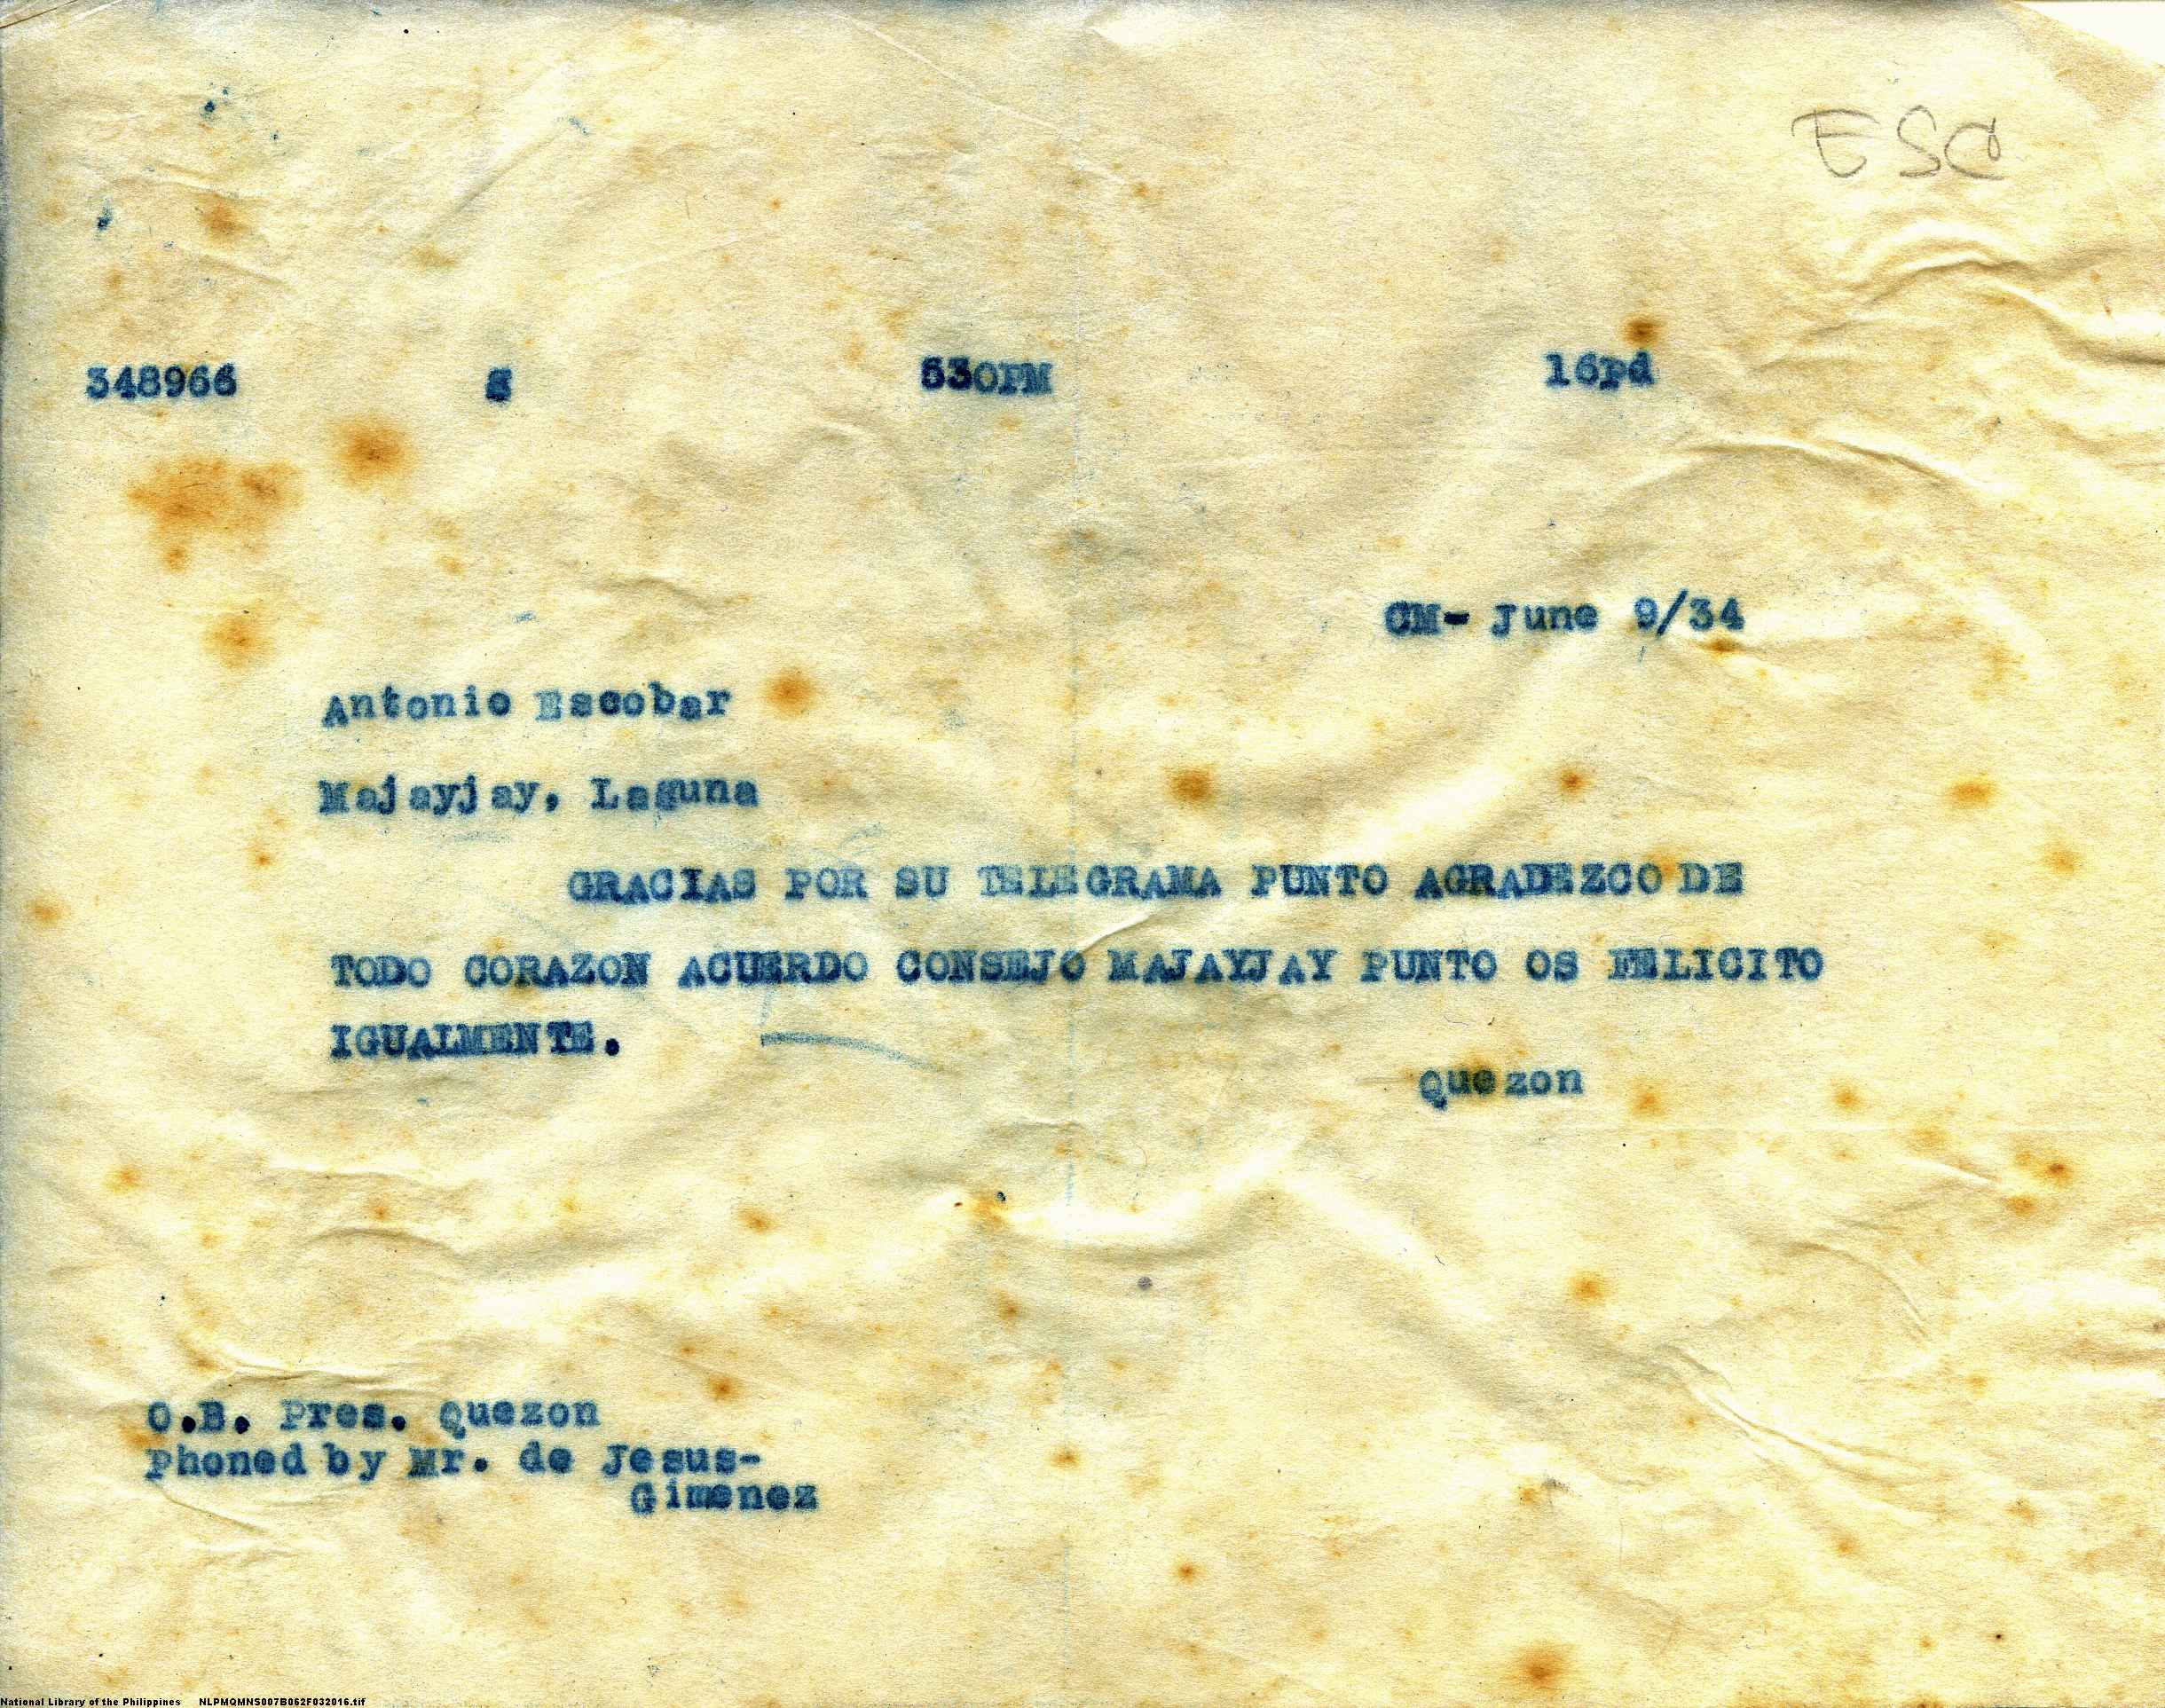 ESC
348966 S 530PM 16pd
CM- June 9/34
Antonio Escobar
Majayjay, Laguna
GRACIAS POR SU TELEGRAMA PUNTO AGRADEZCO DE
TODO CORAZON ACUERDO CONSEJO MAJAYJAY PUNTO OS FELICITO
IGUALMENTE.
Quezon
O.B. Pres. Quezon
Phoned by Mr. de Jesus-
Gimenez
National Library of the Philippines NLPMQMNS007B062F032016.tif